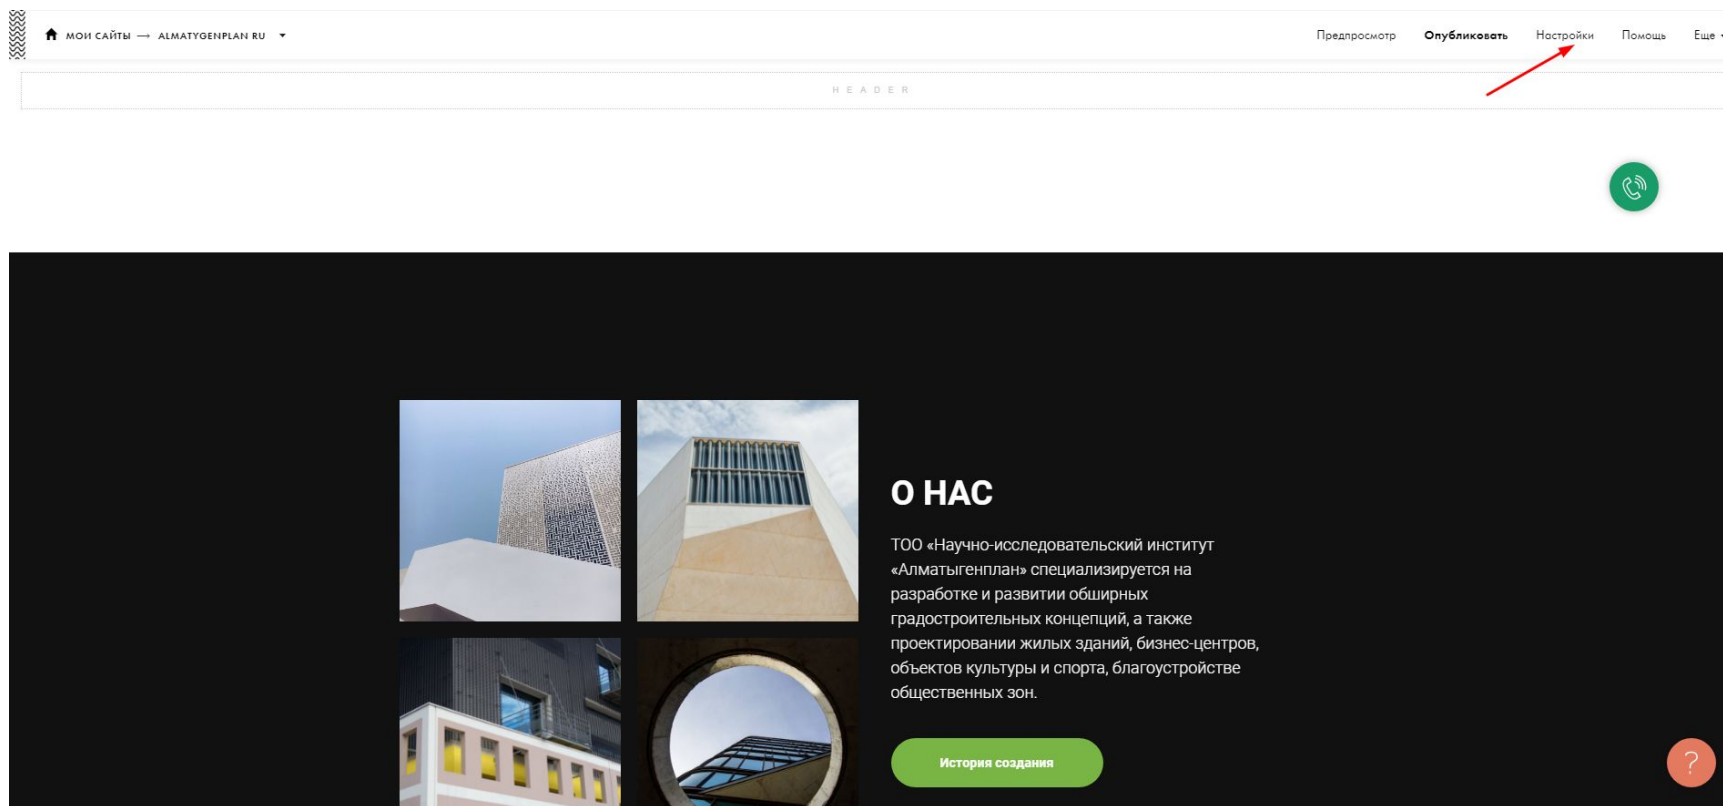 МОИ САЙТЫ → ALMATYGENPLAN RU
Предпросмотр Опубликовать Настройки Помощь Еще
HEADER
О НАС
ТОО «Научно-исследовательский институт
«Алматыгенплан» специализируется на
разработке и развитии обширных
градостроительных концепций, а также
проектировании жилых зданий, бизнес-центров,
объектов культуры и спорта, благоустройстве
общественных зон.
История создания
?